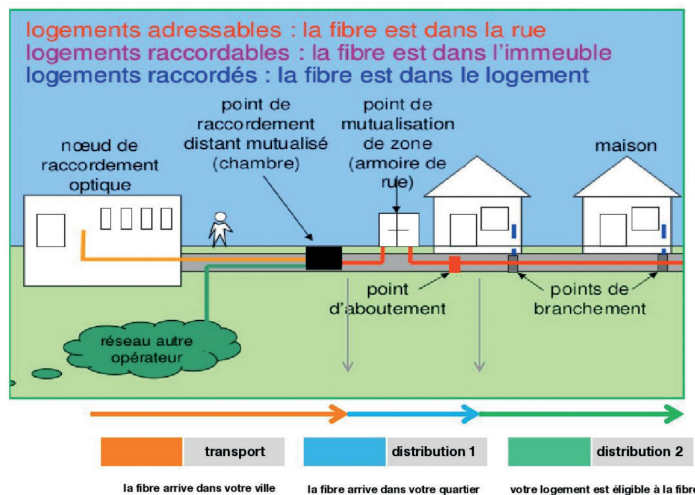 logements adressables : la fibre est dans la rue
logements raccordables : la fibre est dans l'immeuble
logements raccordés : la fibre est dans le logement
nœud de
raccordement
optique
point de
raccordement
distant mutualisé
(chambre)
point de
mutualisation
de zone
(armoire de
rue)
maison
point
d'aboutement
points de
branchement
réseau autre
opérateur
transport
distribution 1
distribution 2
la fibre arrive dans votre ville
la fibre arrive dans votre quartier
votre logement est éligible à la fibre